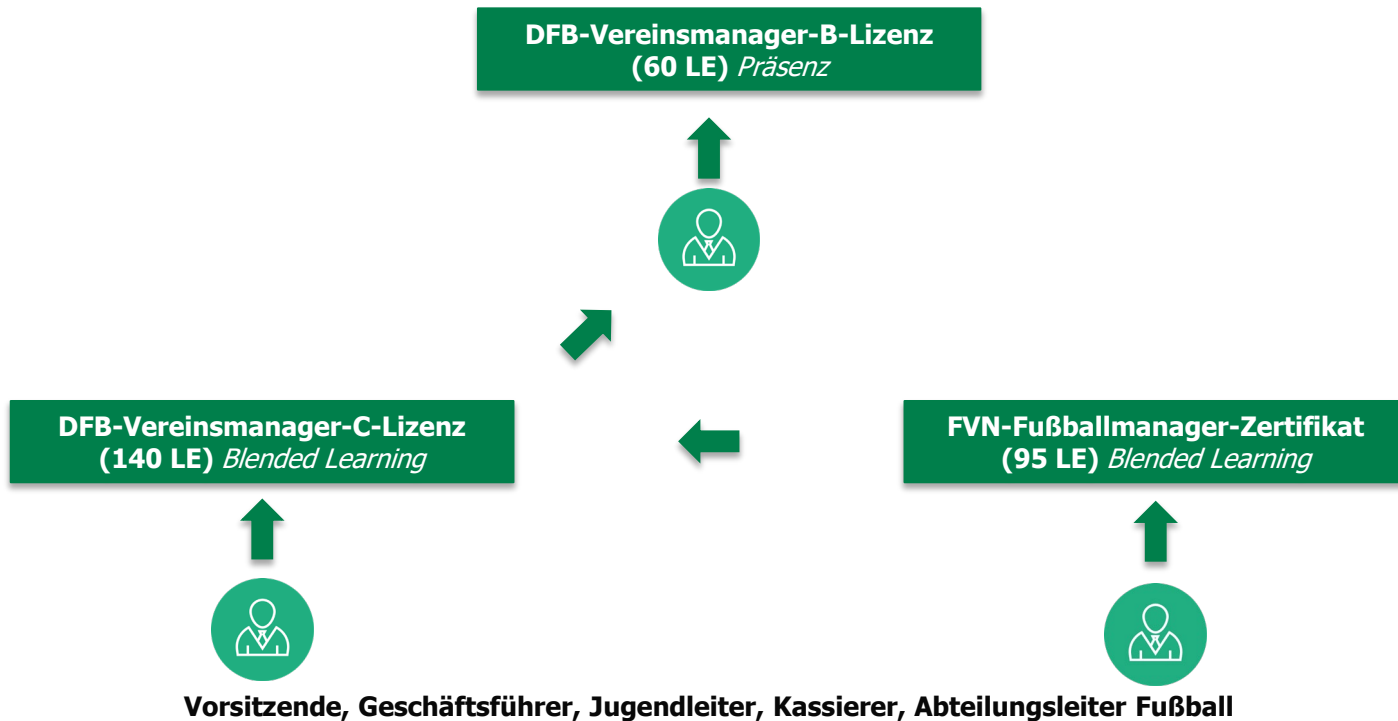 DFB-Vereinsmanager-B-Lizenz
(60 LE) Präsenz
DFB-Vereinsmanager-C-Lizenz
(140 LE) Blended Learning
FVN-Fußballmanager-Zertifikat
(95 LE) Blended Learning
Vorsitzende, Geschäftsführer, Jugendleiter, Kassierer, Abteilungsleiter Fußball